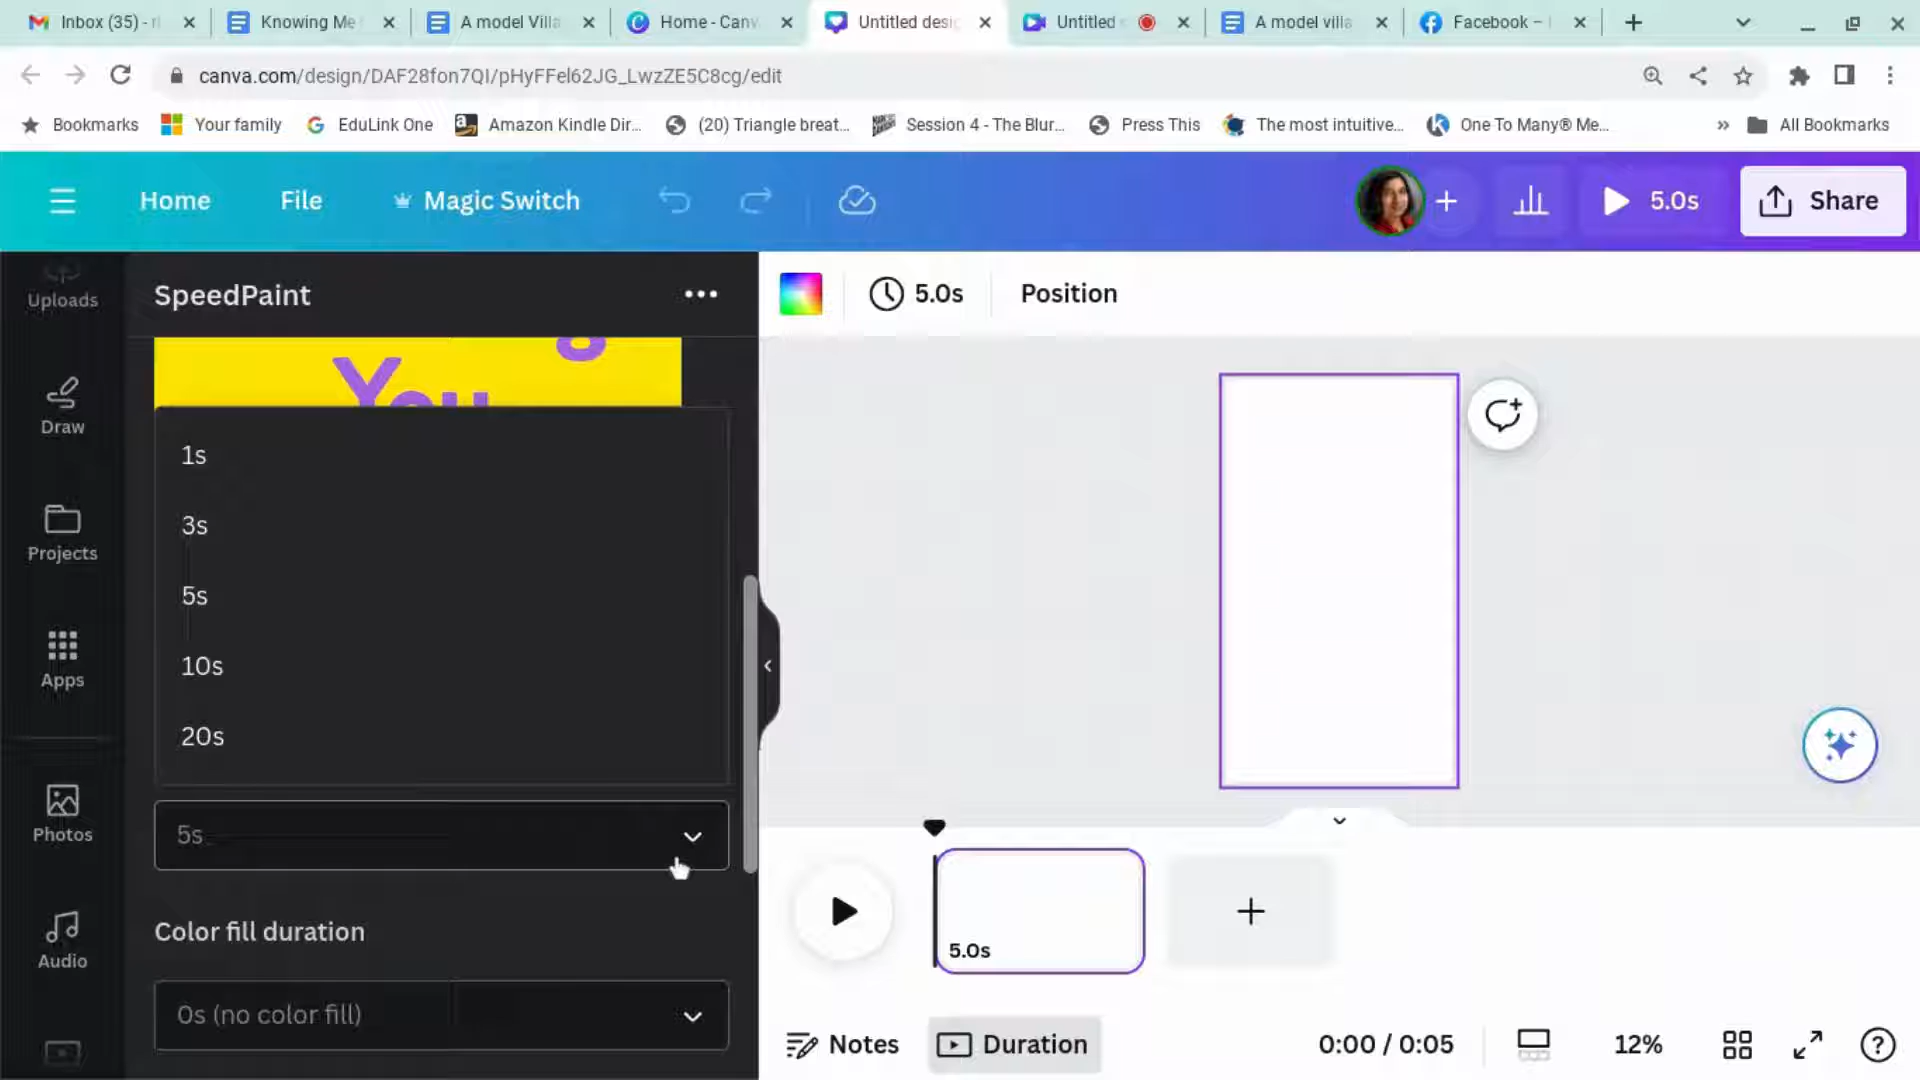 Inbox (35) - r
Knowing Me
A model Villa
Home - Canv
Untitled desi
Untitled
A model villa
Facebook –
canva.com/design/DAF28fon7QI/pHyFFel62JG_LwzZE5C8cg/edit
Bookmarks
Your family
EduLink One
Amazon Kindle Dir...
(20) Triangle breat...
Session 4 - The Blur...
Press This
The most intuitive...
One To Many® Me...
All Bookmarks
Home
File
Magic Switch
5.0s
Share
Uploads
Draw
Projects
Apps
Photos
Audio
SpeedPaint
You
1s
3s
5s
10s
20s
5s
Color fill duration
0s (no color fill)
5.0s
Position
5.0s
Notes
Duration
0:00 / 0:05
12%